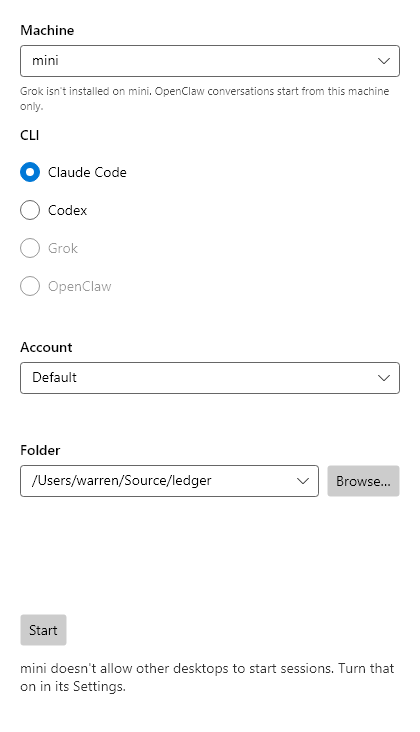 Machine
mini
Grok isn't installed on mini. OpenClaw conversations start from this machine
only.
CLI
Claude Code
Codex
Grok
OpenClaw
Account
Default
Folder
/Users/warren/Source/ledger
Browse...
Start
mini doesn't allow other desktops to start sessions. Turn that
on in its Settings.